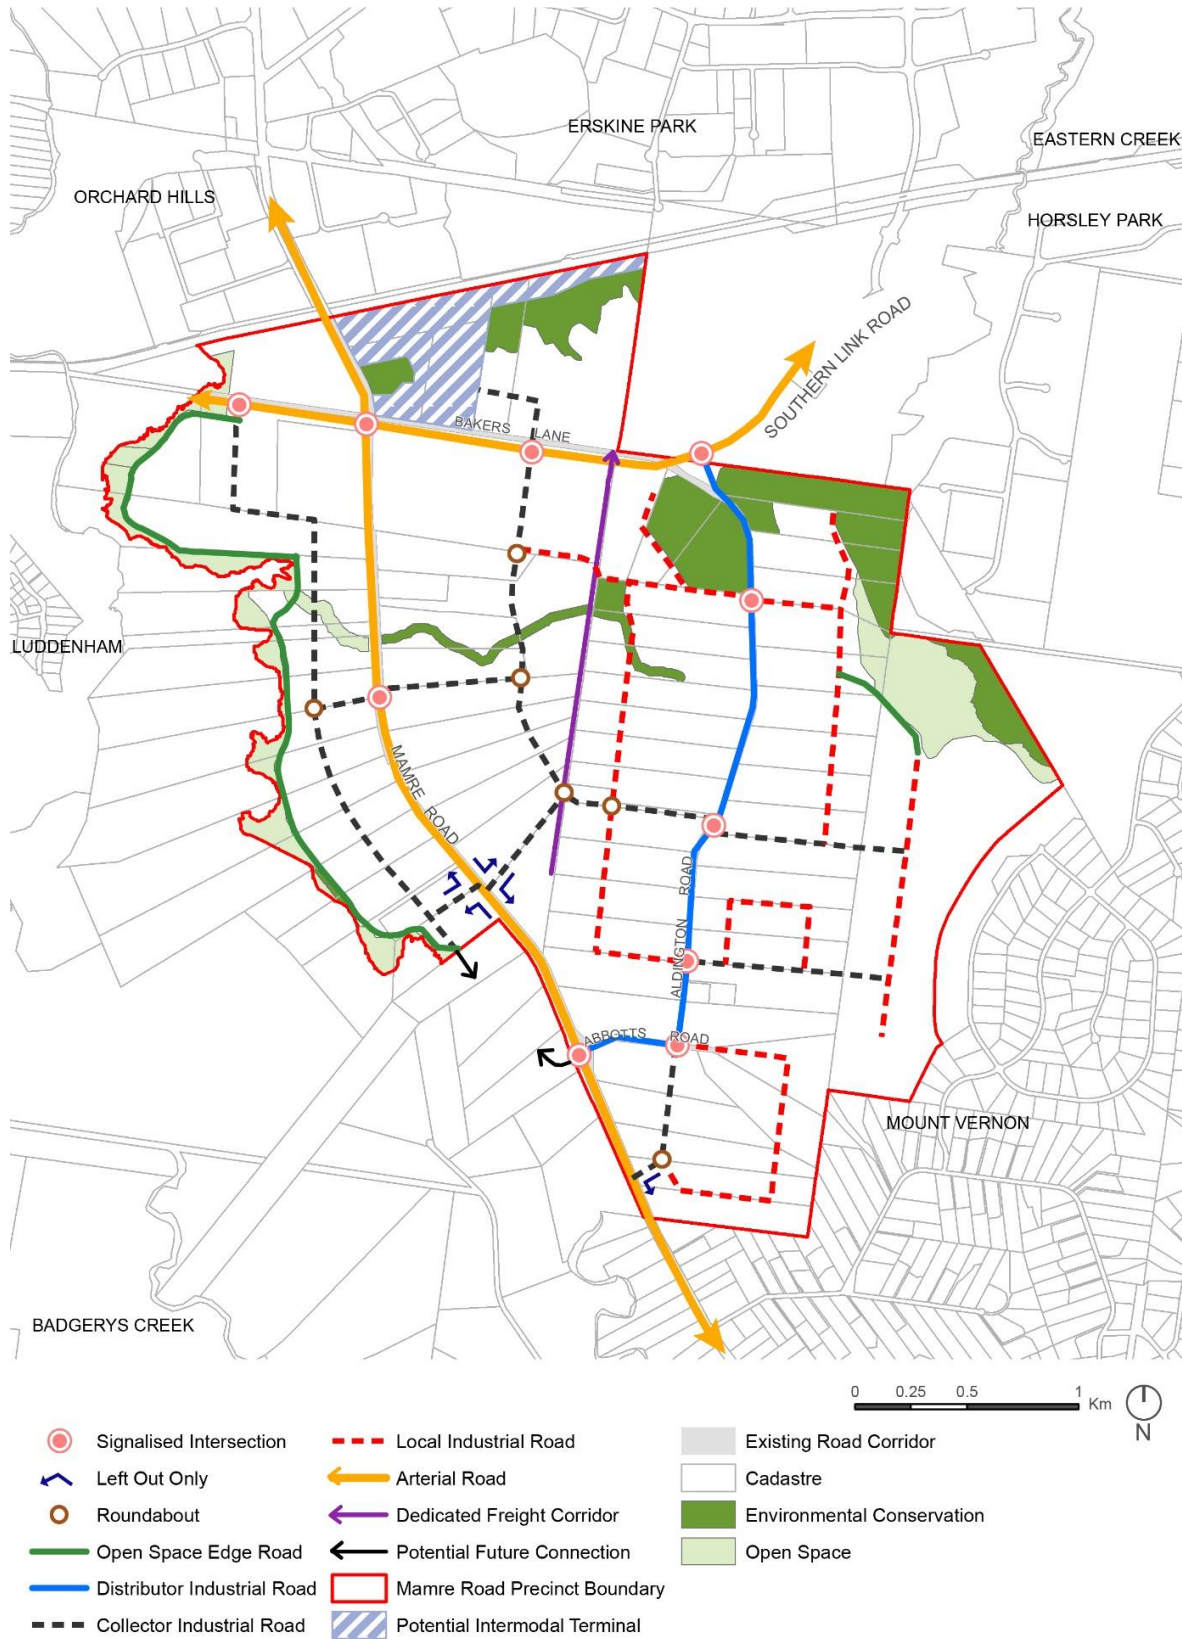 ERSKINE PARK
EASTERN CREEK
ORCHARD HILLS
HORSLEY PARK
SOUTHERN LINK ROAD
BAKERS LANE
LUDDENHAM
MAMRE ROAD
ALDINGTON ROAD
ABBOTTS ROAD
MOUNT VERNON
BADGERYS CREEK
0 0.25 0.5 1 Km
N
Signalised Intersection
Left Out Only
Roundabout
Open Space Edge Road
Distributor Industrial Road
Collector Industrial Road
Local Industrial Road
Arterial Road
Dedicated Freight Corridor
Potential Future Connection
Mamre Road Precinct Boundary
Potential Intermodal Terminal
Existing Road Corridor
Cadastre
Environmental Conservation
Open Space